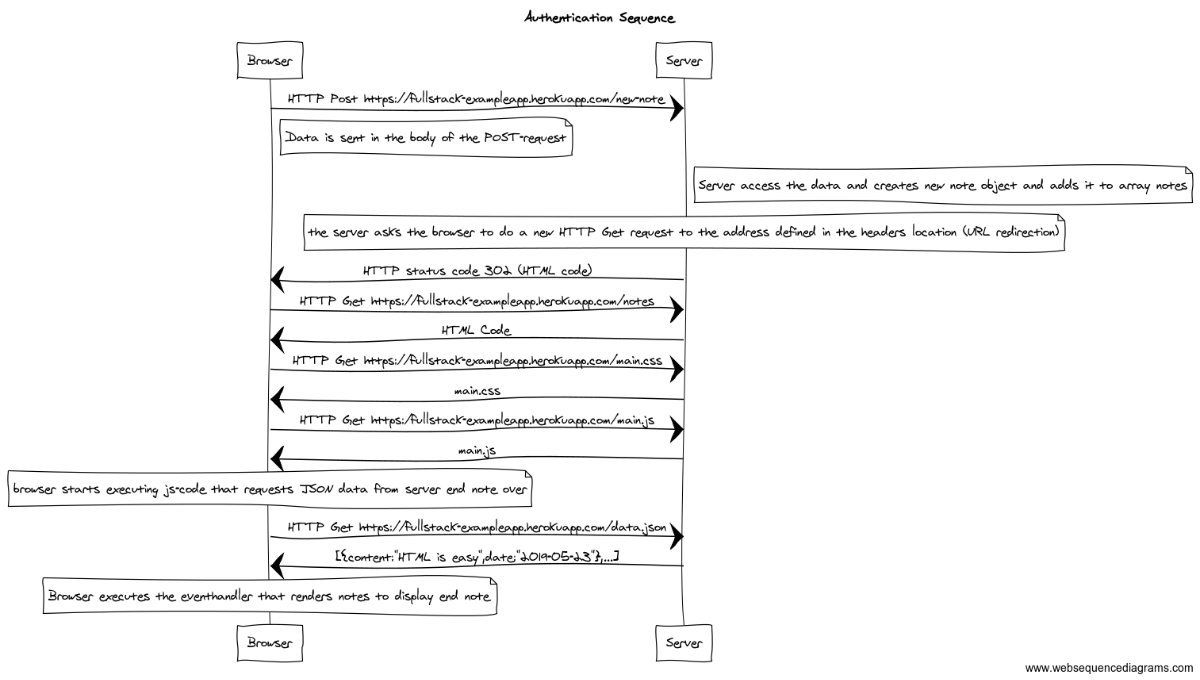 Authentication Sequence
Browser
Server
HTTP Post https://fullstack-exampleapp.herokuapp.com/new-note
Data is sent in the body of the POST-request
Server access the data and creates new note object and adds it to array notes
the server asks the browser to do a new HTTP Get request to the address defined in the headers location (URL redirection)
HTTP status code 302 (HTML code)
HTTP Get https://fullstack-exampleapp.herokuapp.com/notes
HTML Code
HTTP Get https://fullstack-exampleapp.herokuapp.com/main.css
main.css
HTTP Get https://fullstack-exampleapp.herokuapp.com/main.js
main.js
browser starts executing js-code that requests JSON data from server end note over
HTTP Get https://fullstack-exampleapp.herokuapp.com/data.json
[{content:"HTML is easy",date:"2019-05-23"},...]
Browser executes the eventhandler that renders notes to display end note
Browser
Server
www.websequencediagrams.com